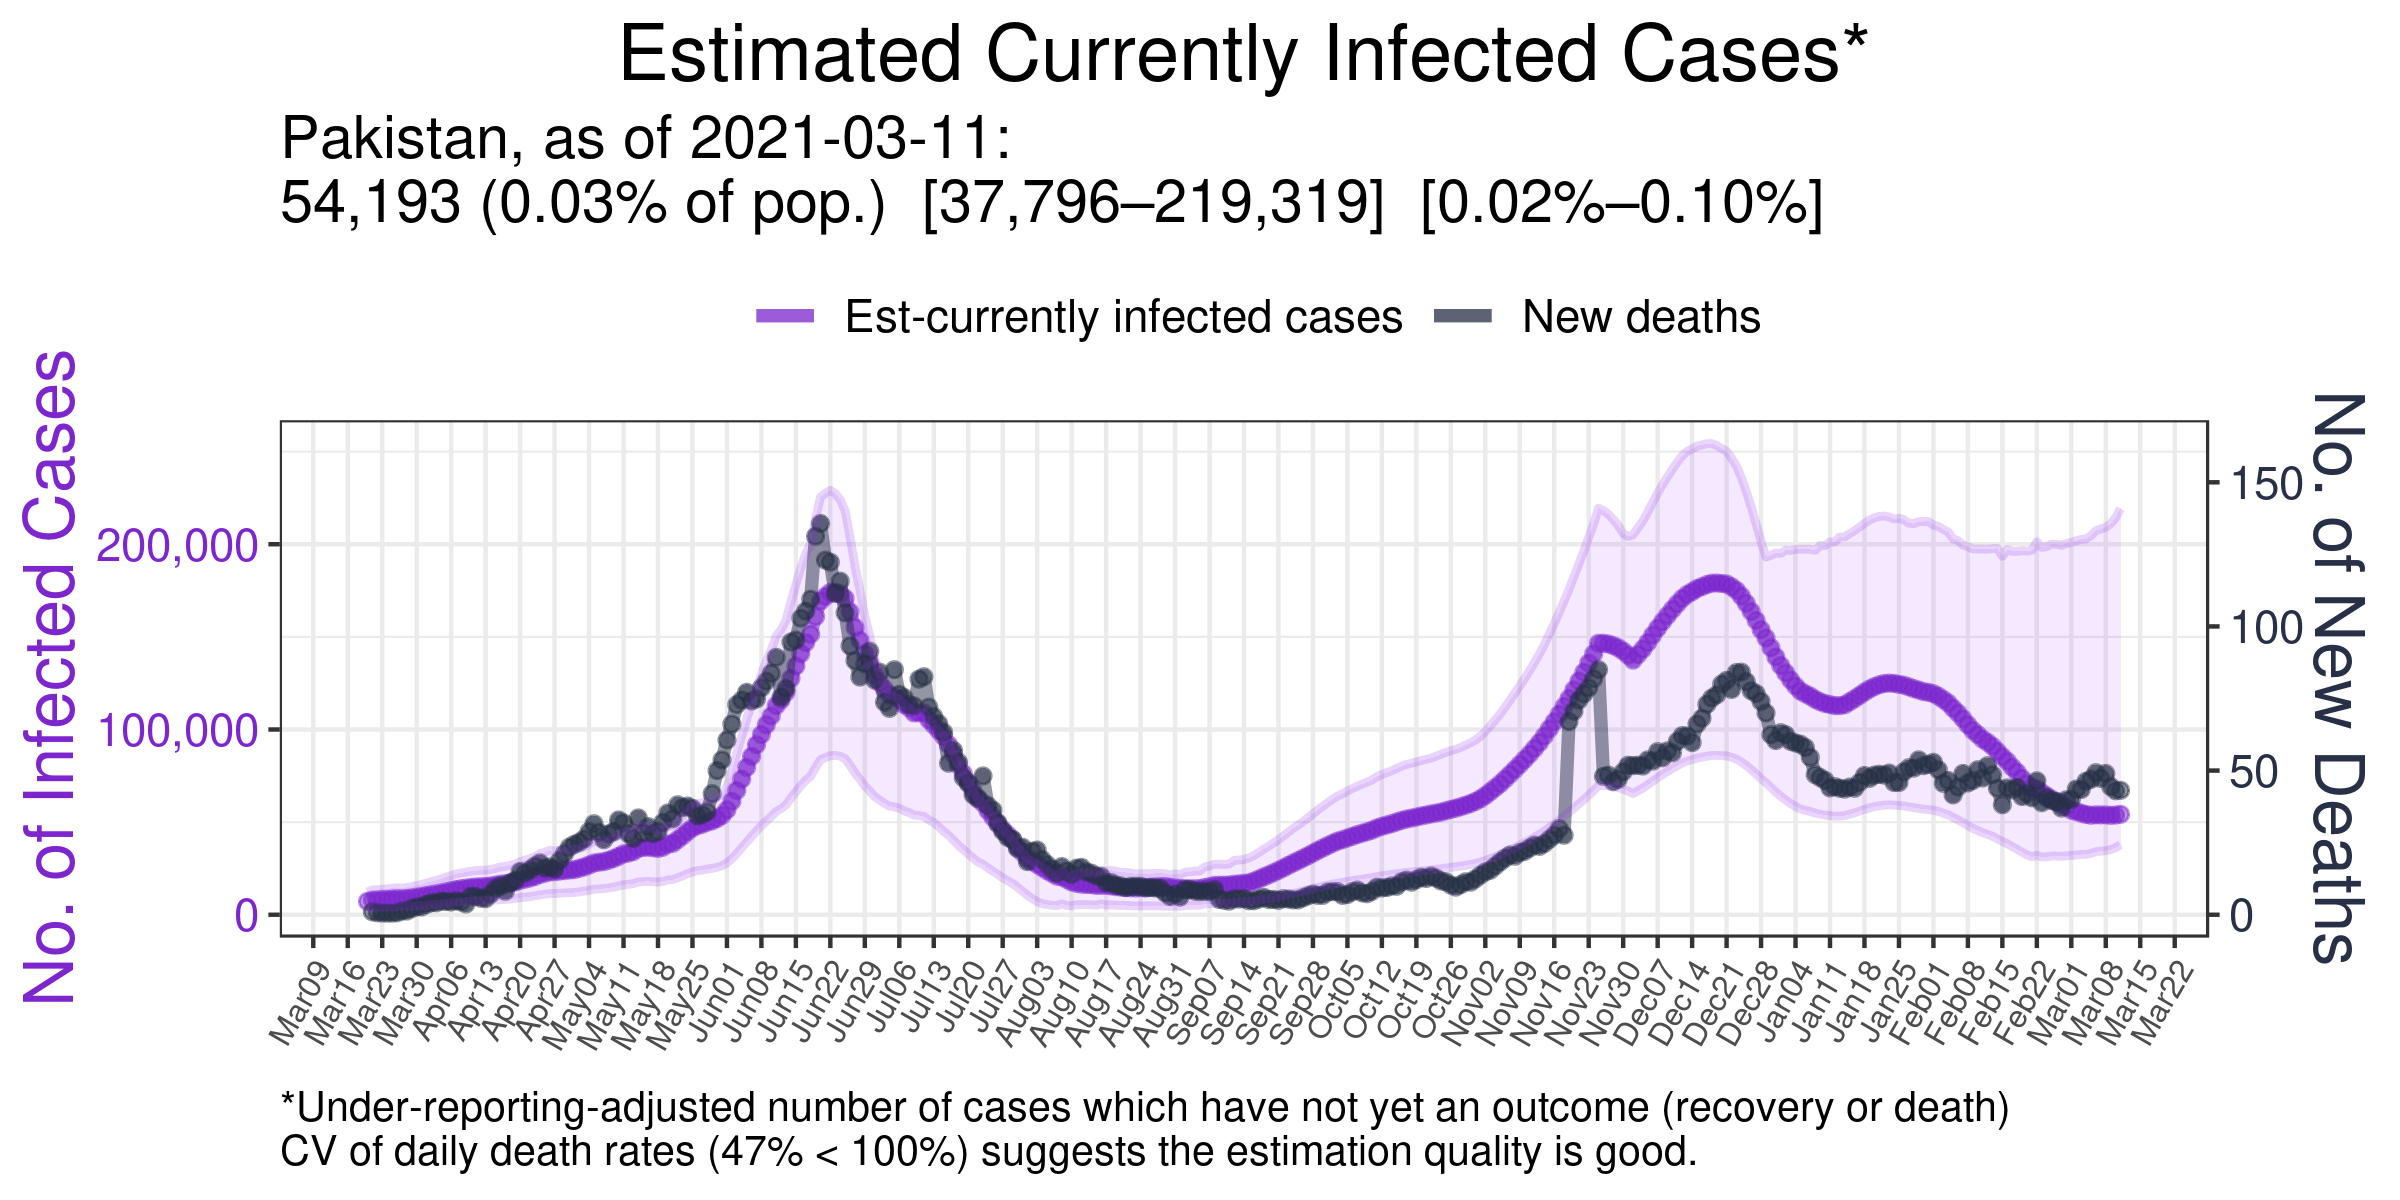 Estimated Currently Infected Cases*
Pakistan, as of 2021-03-11:
54,193 (0.03% of pop.) [37,796–219,319] [0.02%–0.10%]
Est-currently infected cases New deaths
No. of Infected Cases
200,000
100,000
0
150
100
50
0
No. of New Deaths
Mar09 Mar16 Mar23 Mar30 Apr06 Apr13 Apr20 Apr27 May04 May11 May18 May25 Jun01 Jun08 Jun15 Jun22 Jun29 Jul06 Jul13 Jul20 Jul27 Aug03 Aug10 Aug17 Aug24 Aug31 Sep07 Sep14 Sep21 Sep28 Oct05 Oct12 Oct19 Oct26 Nov02 Nov09 Nov16 Nov23 Nov30 Dec07 Dec14 Dec21 Dec28 Jan04 Jan11 Jan18 Jan25 Feb01 Feb08 Feb15 Feb22 Mar01 Mar08 Mar15 Mar22
*Under-reporting-adjusted number of cases which have not yet an outcome (recovery or death)
CV of daily death rates (47% < 100%) suggests the estimation quality is good.